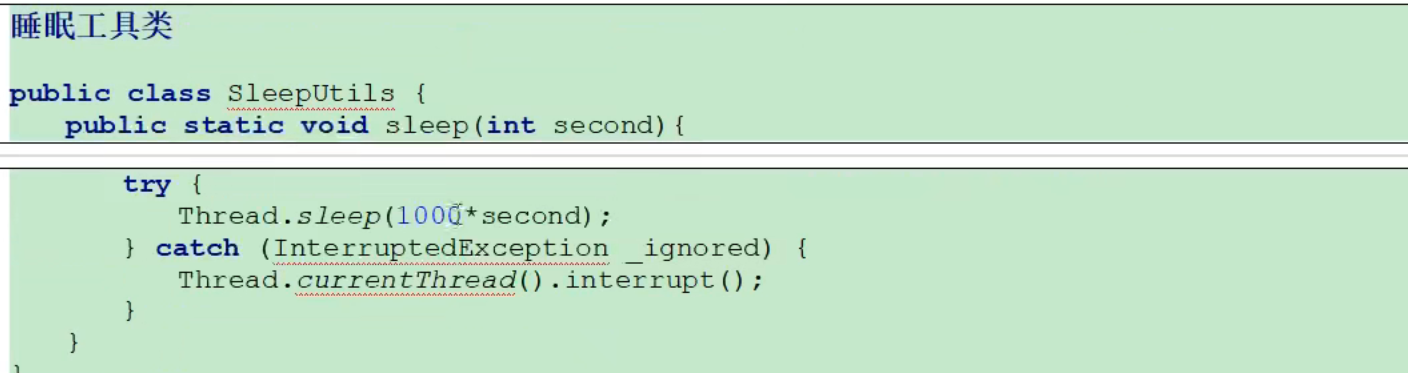 睡眠工具类
public class SleepUtils {
public static void sleep(int second){
try {
Thread.sleep(1000*second);
} catch (InterruptedException _ignored) {
Thread.currentThread().interrupt();
}
}
}